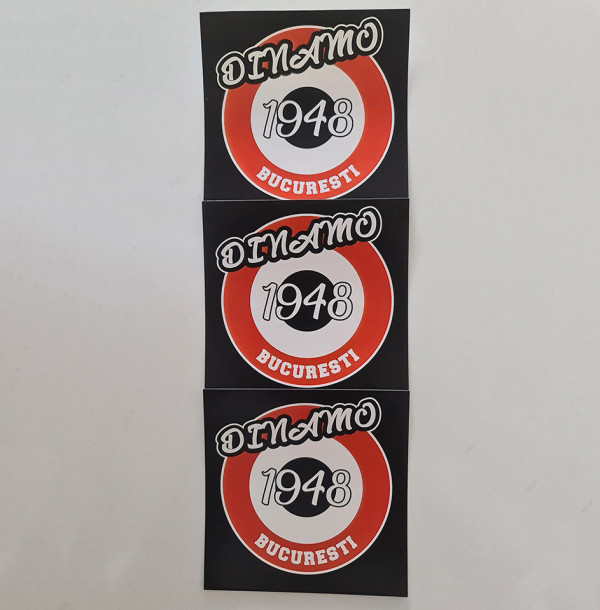 DINAMO
1948
BUCURESTI
DINAMO
1948
BUCURESTI
DINAMO
1948
BUCURESTI